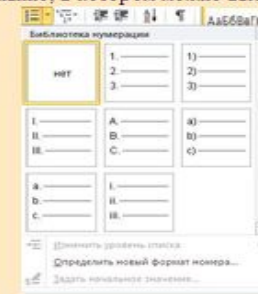 АаБбВвГ
Библиотека нумерации
нет
1.
2.
3.
1)
2)
3)
I.
II.
III.
A.
B.
C.
a)
b)
c)
a.
b.
c.
i.
ii.
iii.
Изменить уровень списка
Определить новый формат номера...
Задать начальное значение...